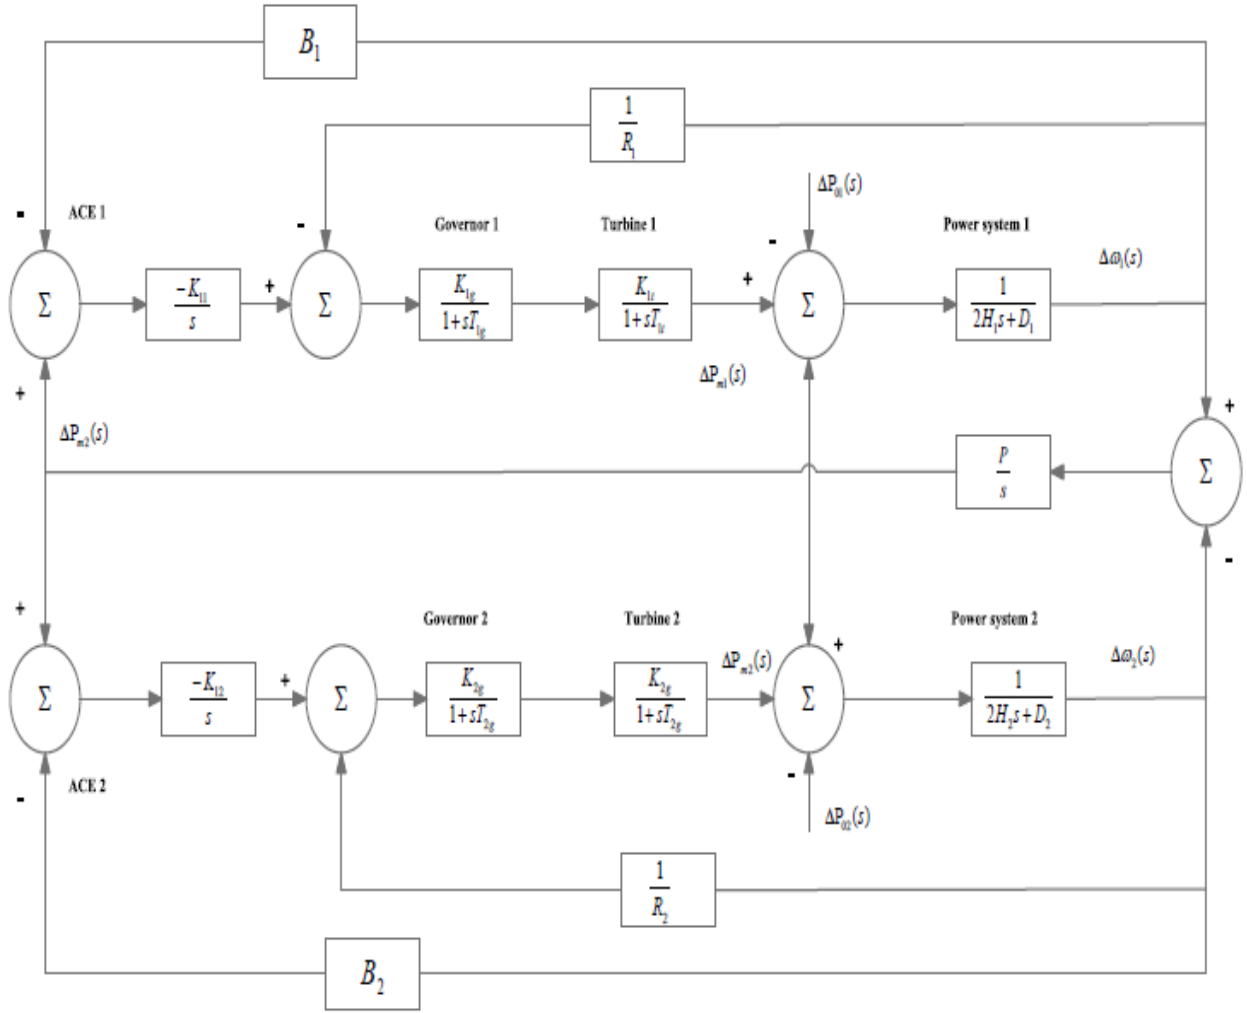 B₁
1/R₁
ΔP₀₁(s)
- ACE 1 - Governor 1 Turbine 1 - Power system 1
Δω₁(s)
Σ -K₁₁/s + Σ K₁g/(1+sT₁g) K₁t/(1+sT₁t) + Σ 1/(2H₁s+D₁)
ΔPₘ₁(s)
+ +
ΔPₘ₂(s)
P/s Σ
-
+ Governor 2 Turbine 2 + Power system 2
Δω₂(s)
ΔPₘ₂(s)
Σ -K₁₂/s + Σ K₂g/(1+sT₂g) K₂g/(1+sT₂g) Σ 1/(2H₂s+D₂)
- ACE 2 -
ΔP₀₂(s)
1/R₂
B₂